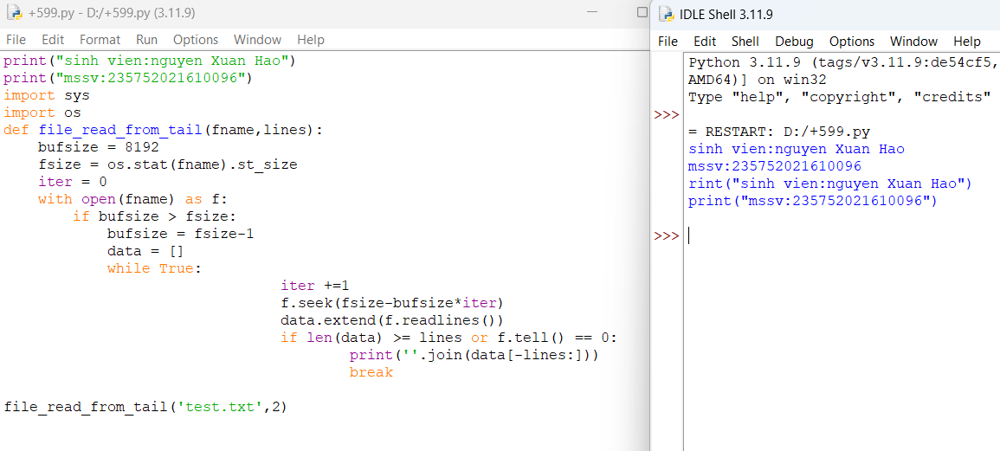 +599.py - D:/+599.py (3.11.9)
File Edit Format Run Options Window Help
print("sinh vien:nguyen Xuan Hao")
print("mssv:235752021610096")
import sys
import os
def file_read_from_tail(fname,lines):
    bufsize = 8192
    fsize = os.stat(fname).st_size
    iter = 0
    with open(fname) as f:
        if bufsize > fsize:
            bufsize = fsize-1
            data = []
            while True:
                                iter +=1
                                f.seek(fsize-bufsize*iter)
                                data.extend(f.readlines())
                                if len(data) >= lines or f.tell() == 0:
                                        print(''.join(data[-lines:]))
                                        break

file_read_from_tail('test.txt',2)
IDLE Shell 3.11.9
File Edit Shell Debug Options Window Help
Python 3.11.9 (tags/v3.11.9:de54cf5,
AMD64)] on win32
Type "help", "copyright", "credits"
>>>
= RESTART: D:/+599.py
sinh vien:nguyen Xuan Hao
mssv:235752021610096
rint("sinh vien:nguyen Xuan Hao")
print("mssv:235752021610096")
>>>